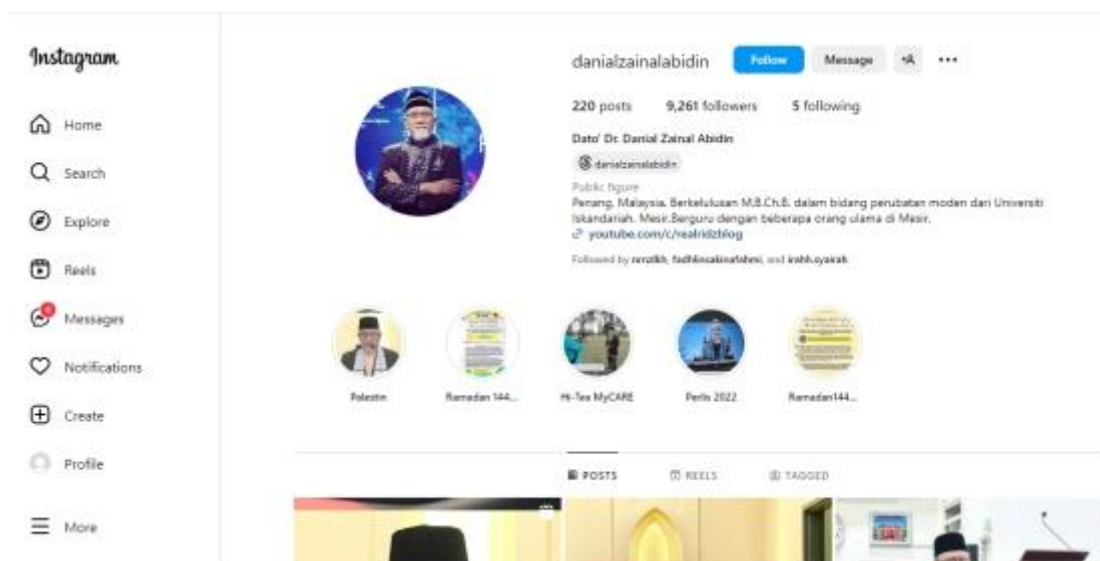 Instagram
Home
Search
Explore
Reels
Messages
Notifications
Create
Profile
More
danialzainalabidin Follow Message
220 posts 9,261 followers 5 following
Dato' Dr. Danial Zainal Abidin
danialzainalabidin
Public figure
Penang, Malaysia. Berkelulusan M.B.Ch.B. dalam bidang perubatan moden dari Universiti
Iskandariah. Mesir.Berguru dengan beberapa orang ulama di Mesir.
youtube.com/c/realridzblog
Followed by fadhlinsakinafahmi, and
Palestin Ramadan 144... Hi-Tea MyCARE Perlis 2022 Ramadan144...
POSTS REELS TAGGED